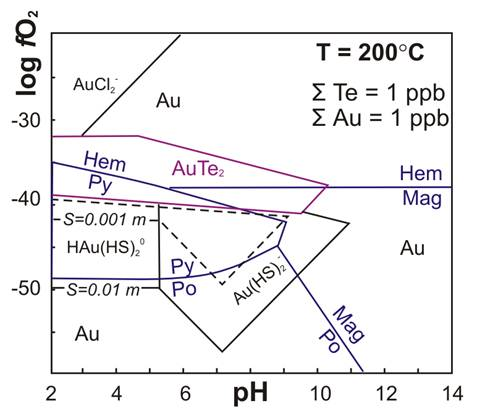 log fO₂
T = 200°C
Σ Te = 1 ppb
Σ Au = 1 ppb
AuCl₂⁻
Au
-30
AuTe₂
Hem
Py
Hem
Mag
-40
S=0.001 m
HAu(HS)₂⁰
Au(HS)₂⁻
Au
Py
Po
-50
S=0.01 m
Mag
Po
Au
2
4
6
pH
10
12
14